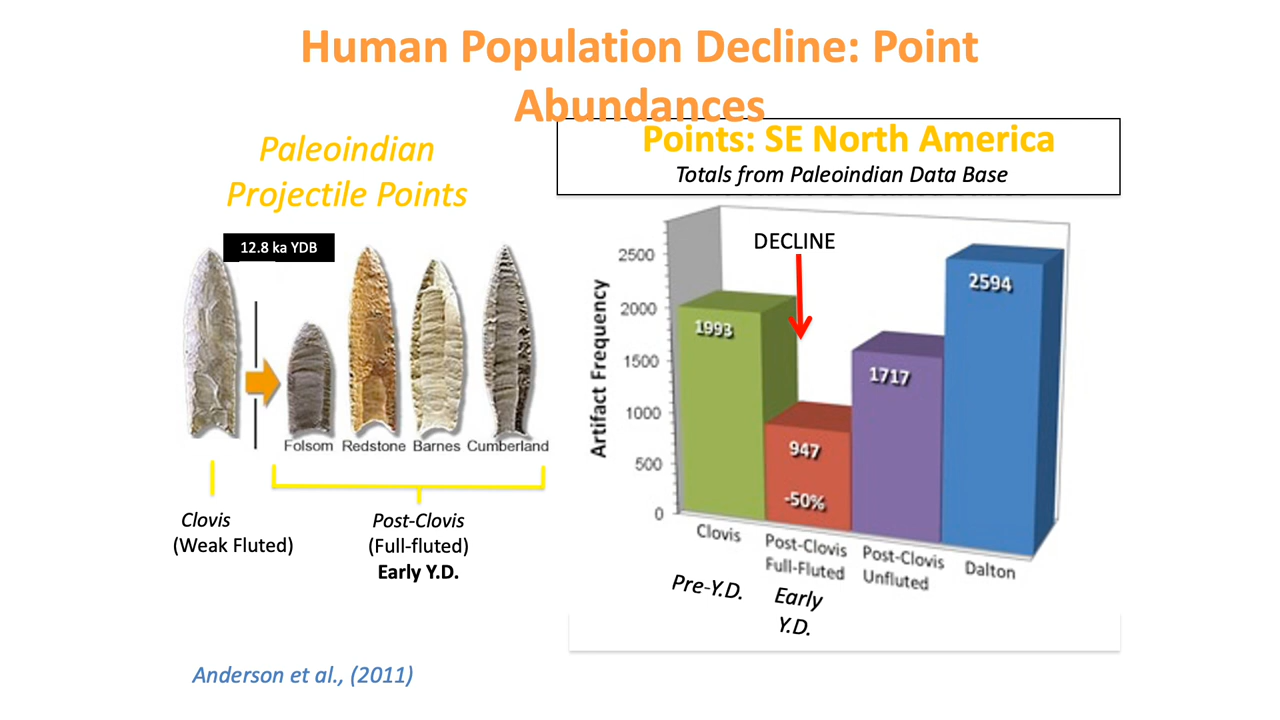 Human Population Decline: Point
Abundances
Paleoindian
Projectile Points
12.8 ka YDB
Folsom Redstone Barnes Cumberland
Clovis
(Weak Fluted)
Post-Clovis
(Full-fluted)
Early Y.D.
Anderson et al., (2011)
Points: SE North America
Totals from Paleoindian Data Base
DECLINE
Artifact Frequency
2500
2000
1500
1000
500
0
1993
947
-50%
1717
2594
Clovis
Post-Clovis
Full-Fluted
Post-Clovis
Unfluted
Dalton
Pre-Y.D.
Early
Y.D.